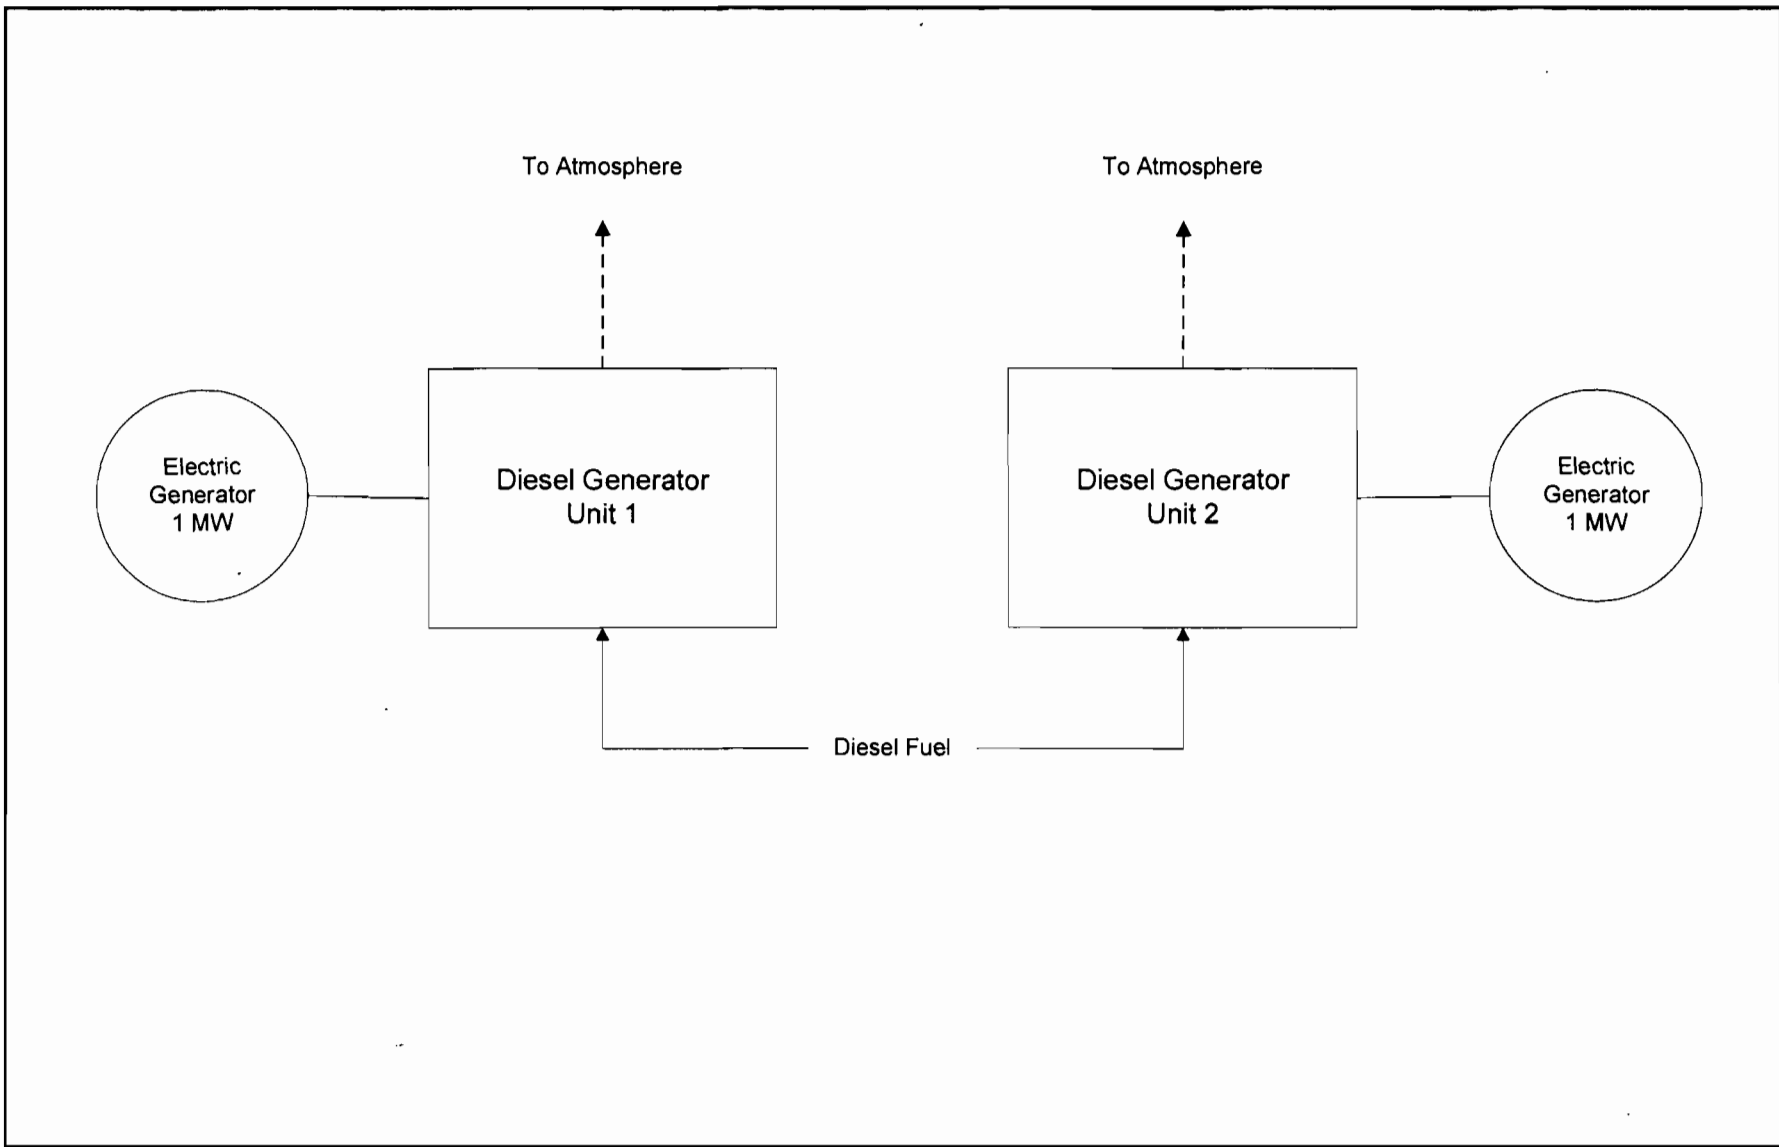 To Atmosphere
To Atmosphere
Electric
Generator
1 MW
Diesel Generator
Unit 1
Diesel Generator
Unit 2
Electric
Generator
1 MW
Diesel Fuel